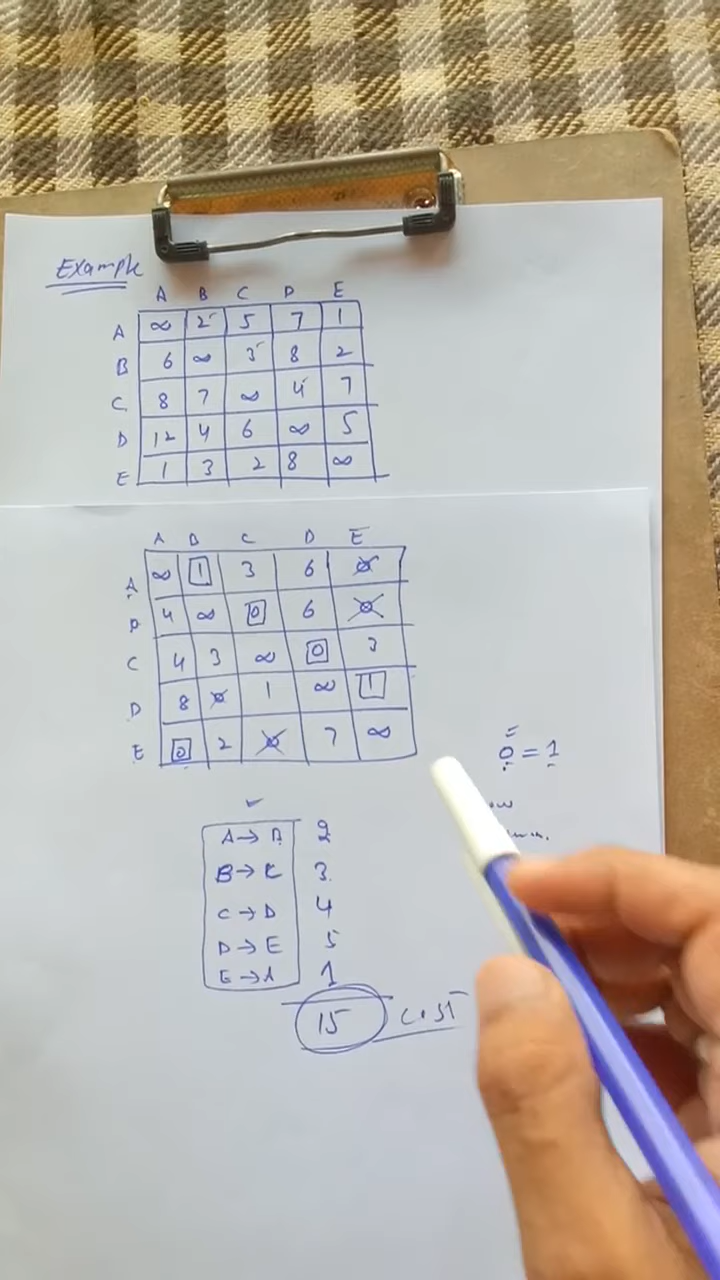 Example
A B C D E
A ∞ 2 5 7 1
B 6 ∞ 3 8 2
C 8 7 ∞ 4 7
D 12 4 6 ∞ 5
E 1 3 2 8 ∞
A B C D E
A ∞ 1 3 6 0
B 4 ∞ 0 6 0
C 4 3 ∞ 0 3
D 8 0 1 ∞ 1
E 0 2 0 7 ∞
0 = 1
A → B 2
B → C 3
C → D 4
D → E 5
E → A 1
15 cost